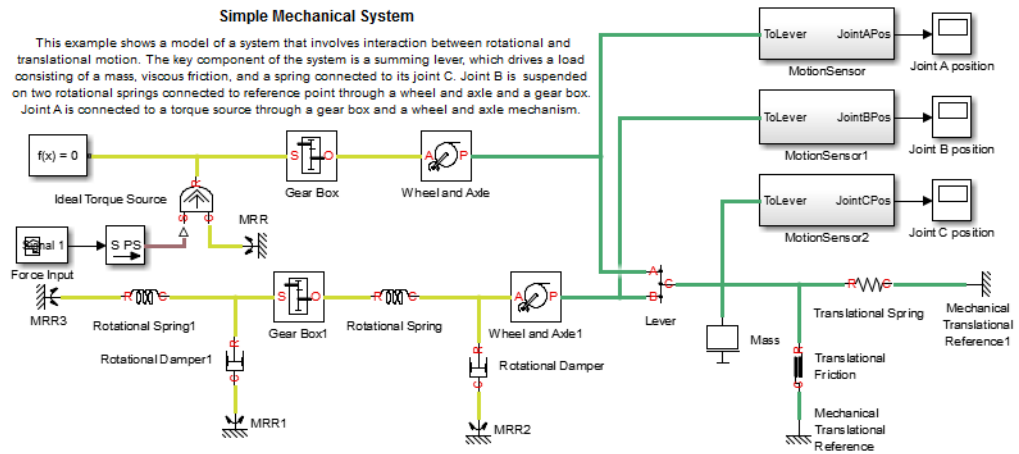 Simple Mechanical System
This example shows a model of a system that involves interaction between rotational and
translational motion. The key component of the system is a summing lever, which drives a load
consisting of a mass, viscous friction, and a spring connected to its joint C. Joint B is suspended
on two rotational springs connected to reference point through a wheel and axle and a gear box.
Joint A is connected to a torque source through a gear box and a wheel and axle mechanism.
ToLever JointAPos
MotionSensor
Joint A position
ToLever JointBPos
MotionSensor1
Joint B position
ToLever JointCPos
MotionSensor2
Joint C position
f(x) = 0
S O
Gear Box
A P
Wheel and Axle
Ideal Torque Source
R
S C
MRR
Signal 1
Force Input
S PS
MRR3
R C
Rotational Spring1
S O
Gear Box1
R C
Rotational Spring
A P
Wheel and Axle1
A
B
C
Lever
R C
Translational Spring
Mechanical
Translational
Reference1
Mass
R
C
Rotational Damper1
MRR1
R
C
Rotational Damper
MRR2
R
C
Translational
Friction
Mechanical
Translational
Reference